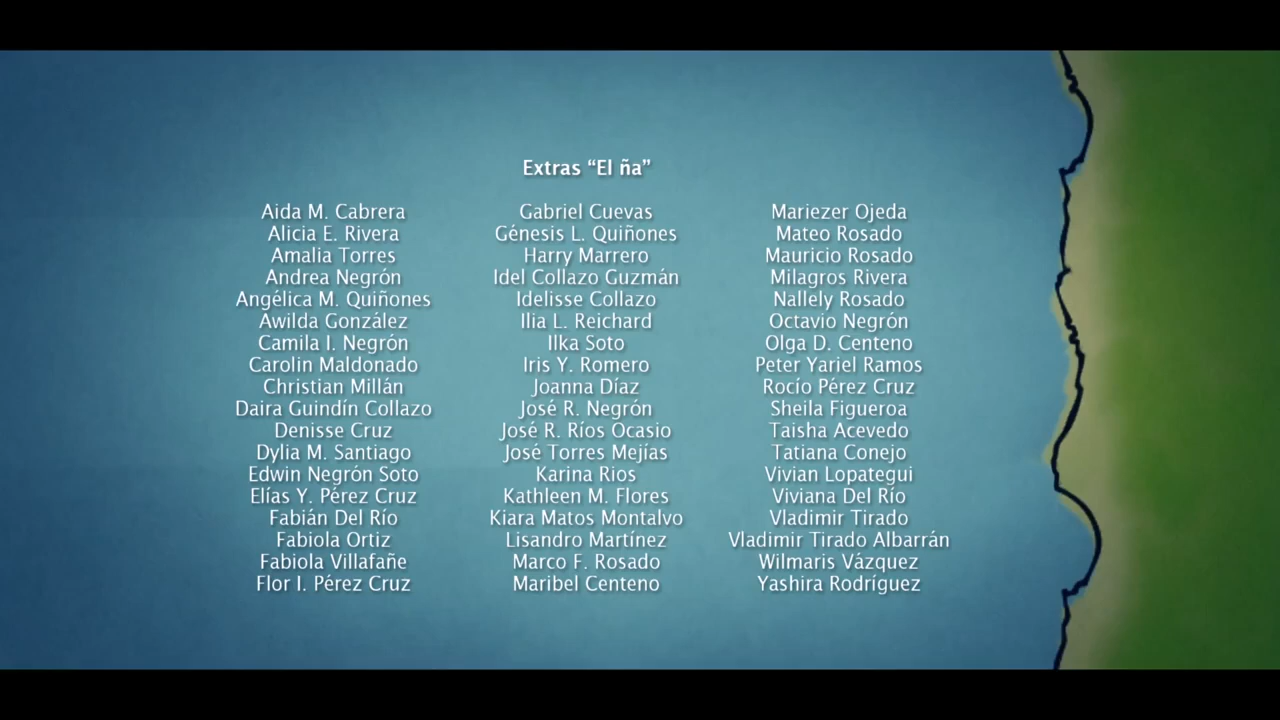 Extras “El ña”
Aida M. Cabrera
Alicia E. Rivera
Amalia Torres
Andrea Negrón
Angélica M. Quiñones
Awilda González
Camila I. Negrón
Carolin Maldonado
Christian Millán
Daira Guindín Collazo
Denisse Cruz
Dylia M. Santiago
Edwin Negrón Soto
Elías Y. Pérez Cruz
Fabián Del Río
Fabiola Ortiz
Fabiola Villafañe
Flor I. Pérez Cruz
Gabriel Cuevas
Génesis L. Quiñones
Harry Marrero
Idel Collazo Guzmán
Idelisse Collazo
Ilia L. Reichard
Ilka Soto
Iris Y. Romero
Joanna Díaz
José R. Negrón
José R. Ríos Ocasio
José Torres Mejías
Karina Rios
Kathleen M. Flores
Kiara Matos Montalvo
Lisandro Martínez
Marco F. Rosado
Maribel Centeno
Mariezer Ojeda
Mateo Rosado
Mauricio Rosado
Milagros Rivera
Nallely Rosado
Octavio Negrón
Olga D. Centeno
Peter Yariel Ramos
Rocío Pérez Cruz
Sheila Figueroa
Taisha Acevedo
Tatiana Conejo
Vivian Lopategui
Viviana Del Río
Vladimir Tirado
Vladimir Tirado Albarrán
Wilmaris Vázquez
Yashira Rodríguez